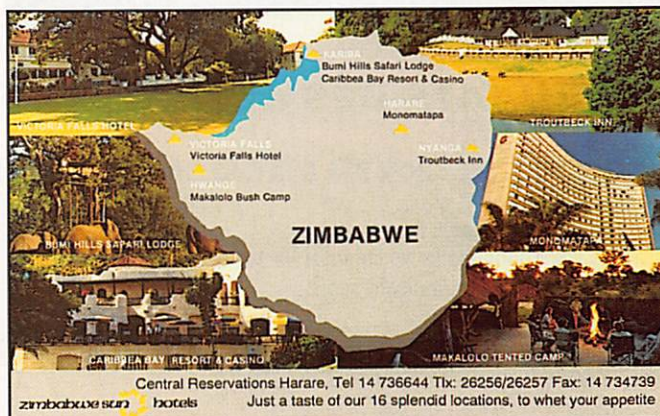 KARIBA
Bumi Hills Safari Lodge
Caribbea Bay Resort & Casino
HARARE
Monomatapa
VICTORIA FALLS HOTEL
TROUTBECK INN
VICTORIA FALLS
Victoria Falls Hotel
NYANGA
Troutbeck Inn
HWANGE
Makalolo Bush Camp
ZIMBABWE
BUMI HILLS SAFARI LODGE
MONOMATAPA
CARIBBEA BAY RESORT & CASINO
MAKALOLO TENTED CAMP
Central Reservations Harare, Tel 14 736644 Tlx: 26256/26257 Fax: 14 734739
zimbabwe sun hotels
Just a taste of our 16 splendid locations, to whet your appetite